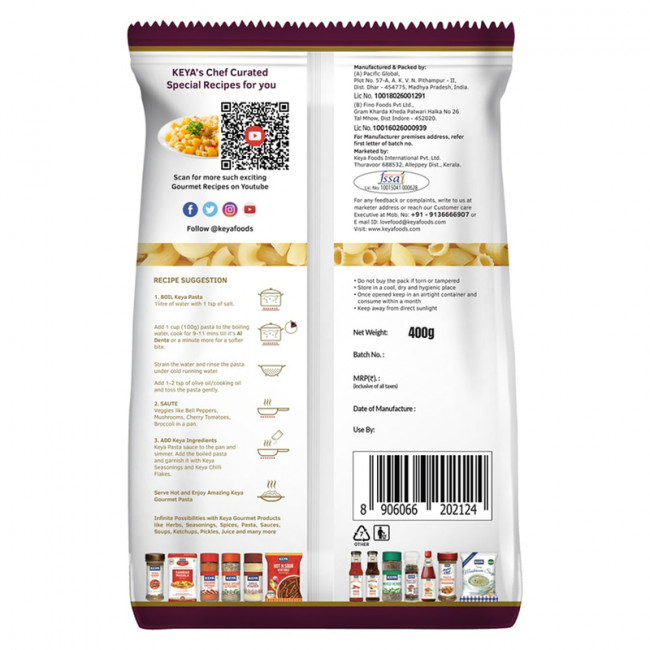 KEYA's Chef Curated
Special Recipes for you
Scan for more such exciting
Gourmet Recipes on Youtube
Follow @keyafoods
RECIPE SUGGESTION
1. BOIL Keya Pasta
1litre of water with 1 tsp of salt.
Add 1 cup (100g) pasta to the boiling
water, cook for 9-11 mins till it's Al
Dente or a minute more for a softer
bite.
Strain the water and rinse the pasta
under cold running water.
Add 1-2 tsp of olive oil/cooking oil
and toss the pasta gently.
2. SAUTE
Veggies like Bell Peppers,
Mushrooms, Cherry Tomatoes,
Broccoli in a pan.
3. ADD Keya Ingredients
Keya Pasta sauce to the pan and
simmer. Add the boiled pasta
and garnish it with Keya
Seasonings and Keya Chili
Flakes.
Serve Hot and Enjoy Amazing Keya
Gourmet Pasta
Infinite Possibilities with Keya Gourmet Products
like Herbs, Seasonings, Spices, Pasta, Sauces,
Soups, Ketchups, Pickles, Juice and many more
Manufactured & Packed by:
(A) Pacific Global,
Plot No. 57-A, A. K. V. N. Pithampur - II,
Dist. Dhar - 454775, Madhya Pradesh, India.
Lic No. 10018026001291
(B) Fino Foods Pvt Ltd.,
Gram Kharda Kheda Patwari Halka No 26
Tal Mhow, Dist Indore - 452020.
Lic No. 10016026000939
For Manufacturer premises address, refer
first letter of batch no.
Marketed by:
Keya Foods International Pvt. Ltd.
Thuravoor 688532, Alleppey Dist., Kerala.
fssai
Lic. No. 10015041000628
For any feedback or complaints, write to us at
marketer address or reach our Customer care
Executive at Mob. No: +91 - 9136666907 or
E mail ID: lovefood@keyafoods.com
Visit: www.keyafoods.com
• Do not buy the pack if torn or tampered
• Store in a cool, dry and hygienic place
• Once opened keep in an airtight container and
consume within a month
• Keep away from direct sunlight
Net Weight: 400g
Batch No. :
MRP(₹). :
(Inclusive of all taxes)
Date of Manufacture :
Use By:
8 906066 202124
7
OTHER